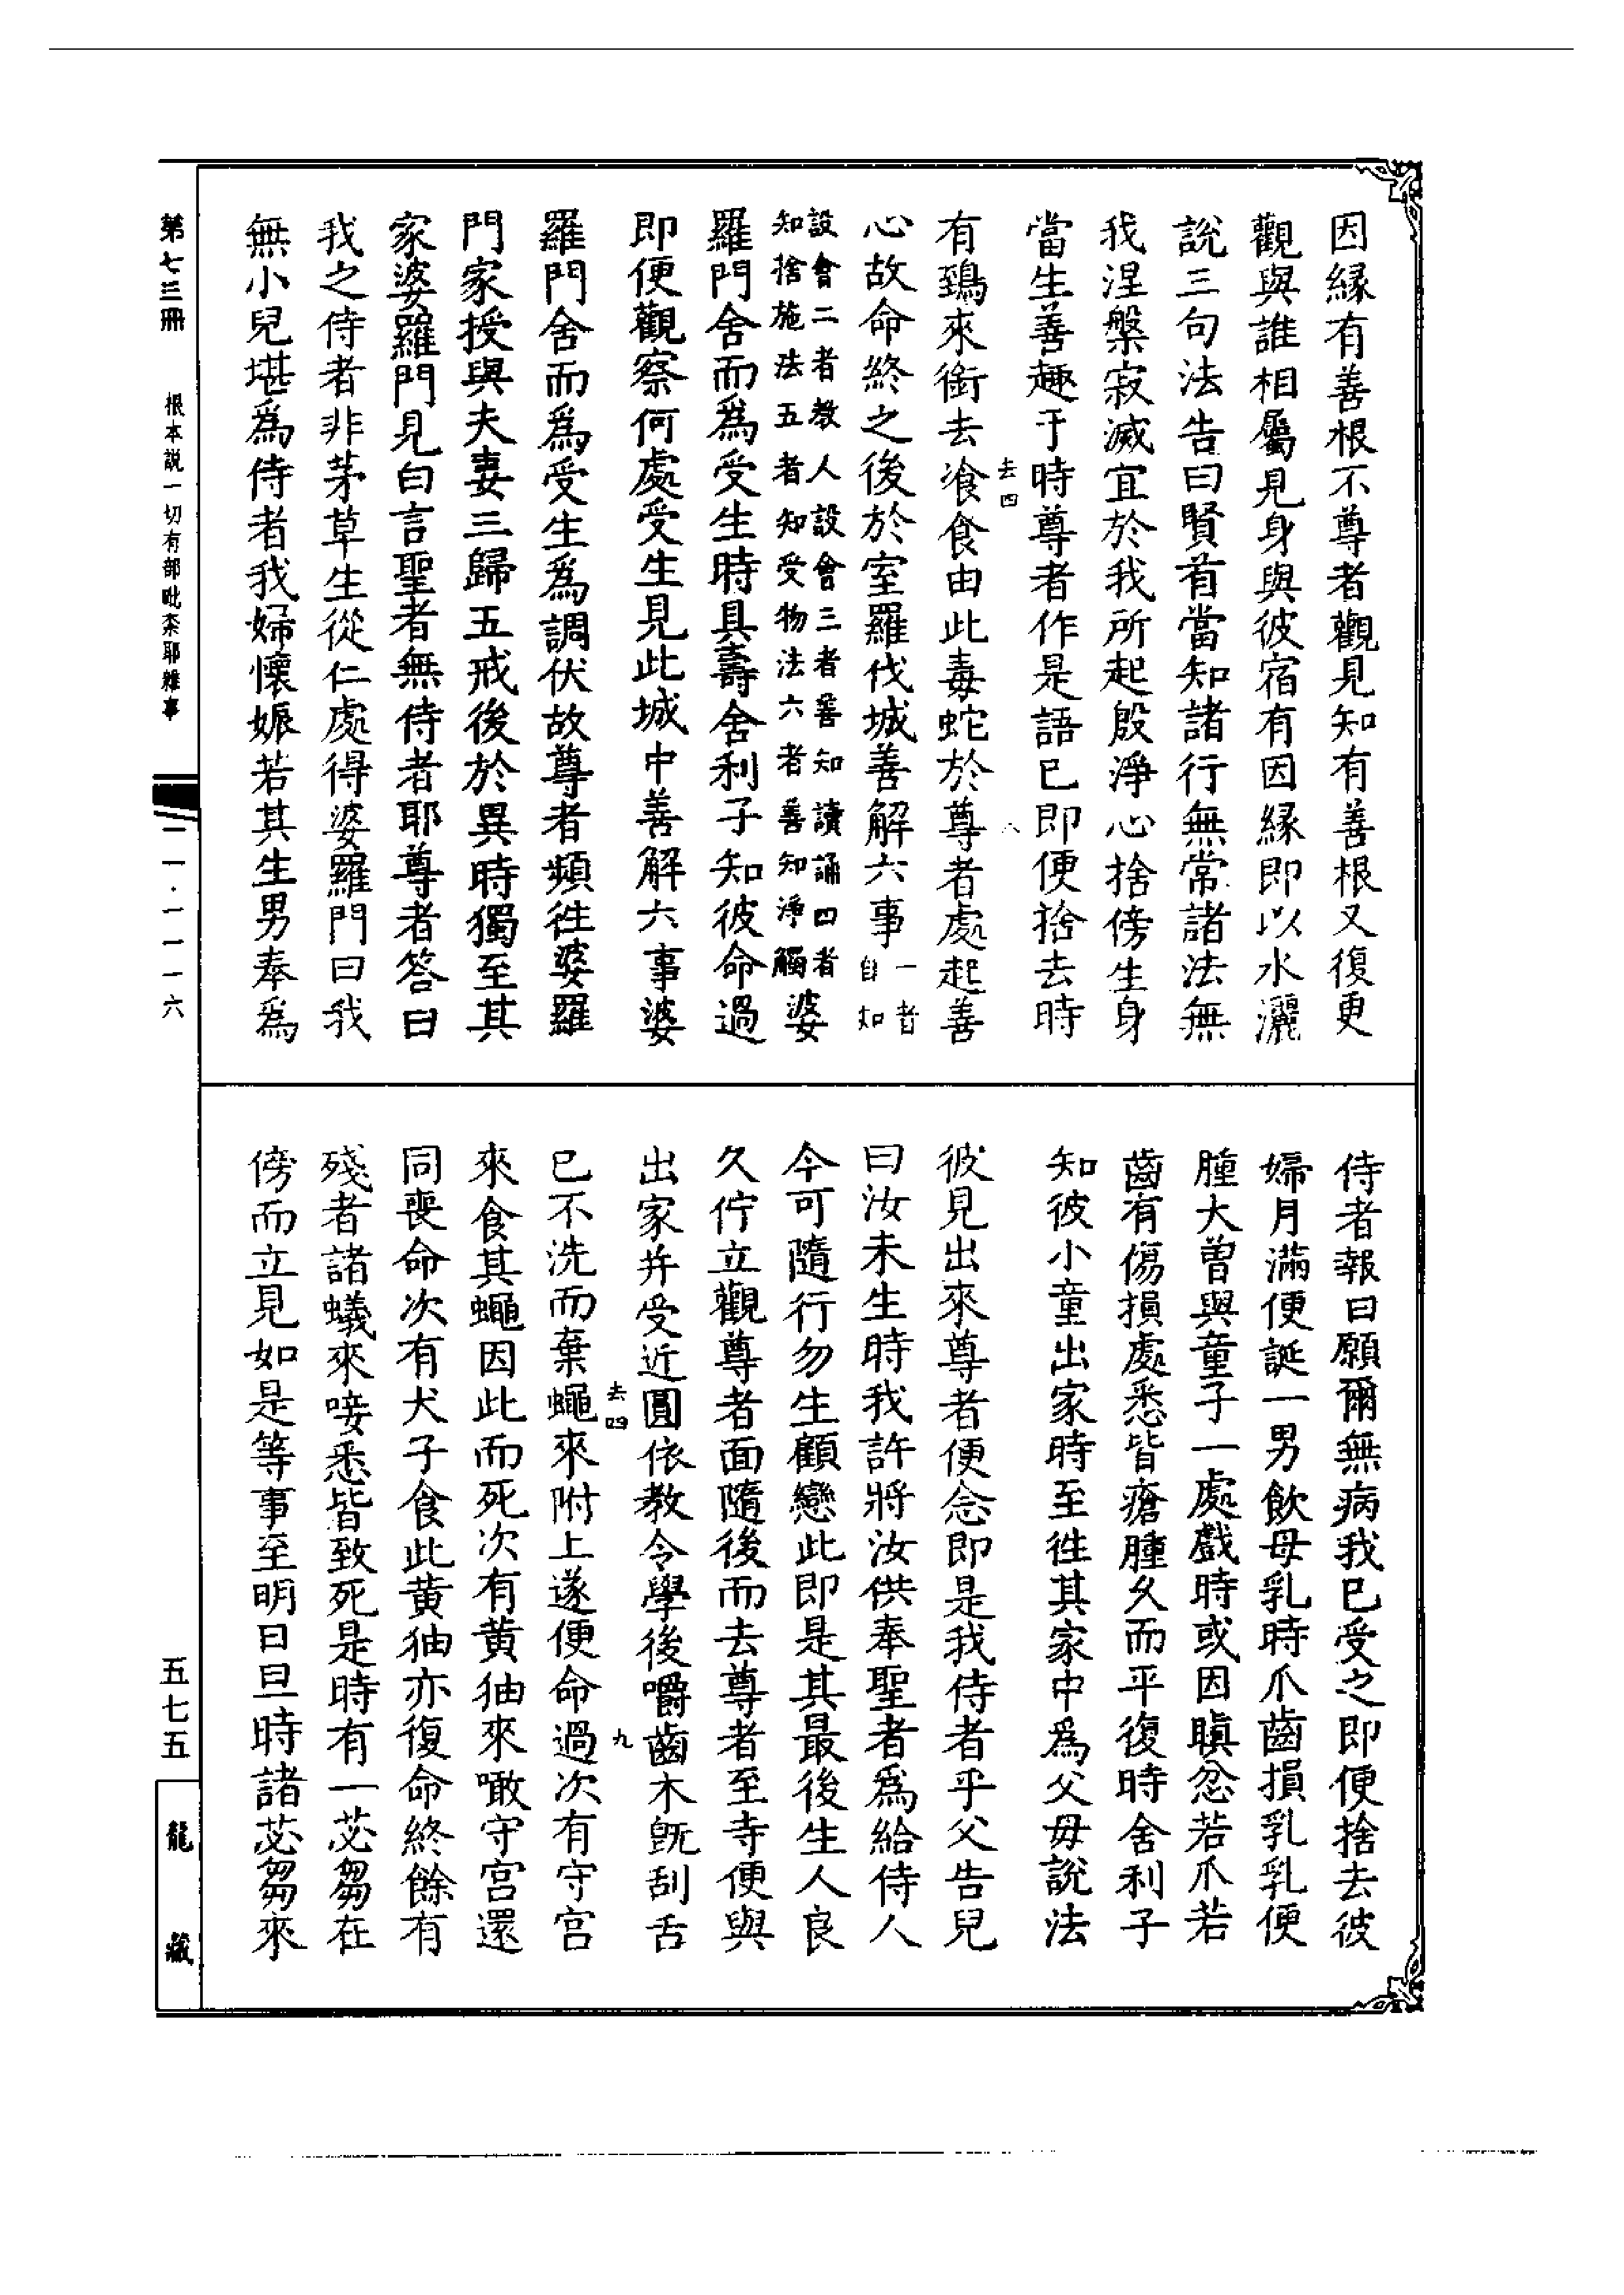 因緣有善根不尊者觀見知有善根又復更
觀與誰相屬見身與彼宿有因緣即以水灑
說三句法告曰賢首當知諸行無常諸法無
我涅槃寂滅宜於我所起殷淨心捨傍生身
當生善趣于時尊者作是語已即便捨去時
去四
八
有鵄來銜去飡食由此毒蛇於尊者處起善
心故命終之後於室羅伐城善解六事一者自知
設會二者教人設會三者善知讀誦四者
知捨施法五者知受物法六者善知淨觸婆
羅門舍而為受生時具壽舍利子知彼命過
即便觀察何處受生見此城中善解六事婆
羅門舍而為受生為調伏故尊者頻往婆羅
門家授與夫妻三歸五戒後於異時獨至其
家婆羅門見白言聖者無侍者耶尊者答曰
我之侍者非茅草生從仁處得婆羅門曰我
無小兒堪為侍者我婦懷娠若其生男奉為
侍者報曰願爾無病我已受之即便捨去彼
婦月滿便誕一男飲母乳時爪齒損乳乳便
腫大曾與童子一處戲時或因瞋忿若爪若
齒有傷損處悉皆瘡腫久而平復時舍利子
知彼小童出家時至往其家中為父母說法
彼見出來尊者便念即是我侍者乎父告兒
曰汝未生時我許將汝供奉聖者為給侍人
今可隨行勿生顧戀此即是其最後生人良
久佇立觀尊者面隨後而去尊者至寺便與
出家并受近圓依教令學後嚼齒木既刮舌
去四
九
已不洗而棄蠅來附上遂便命過次有守宮
來食其蠅因此而死次有黃㹨來噉守宮還
同喪命次有犬子食此黃㹨亦復命終餘有
殘者諸蟻來唼悉皆致死是時有一苾芻在
傍而立見如是等事至明日旦時諸苾芻來
第七三冊
根本說一切有部毗柰耶雜事
一一·一一一六
五七五
龍藏